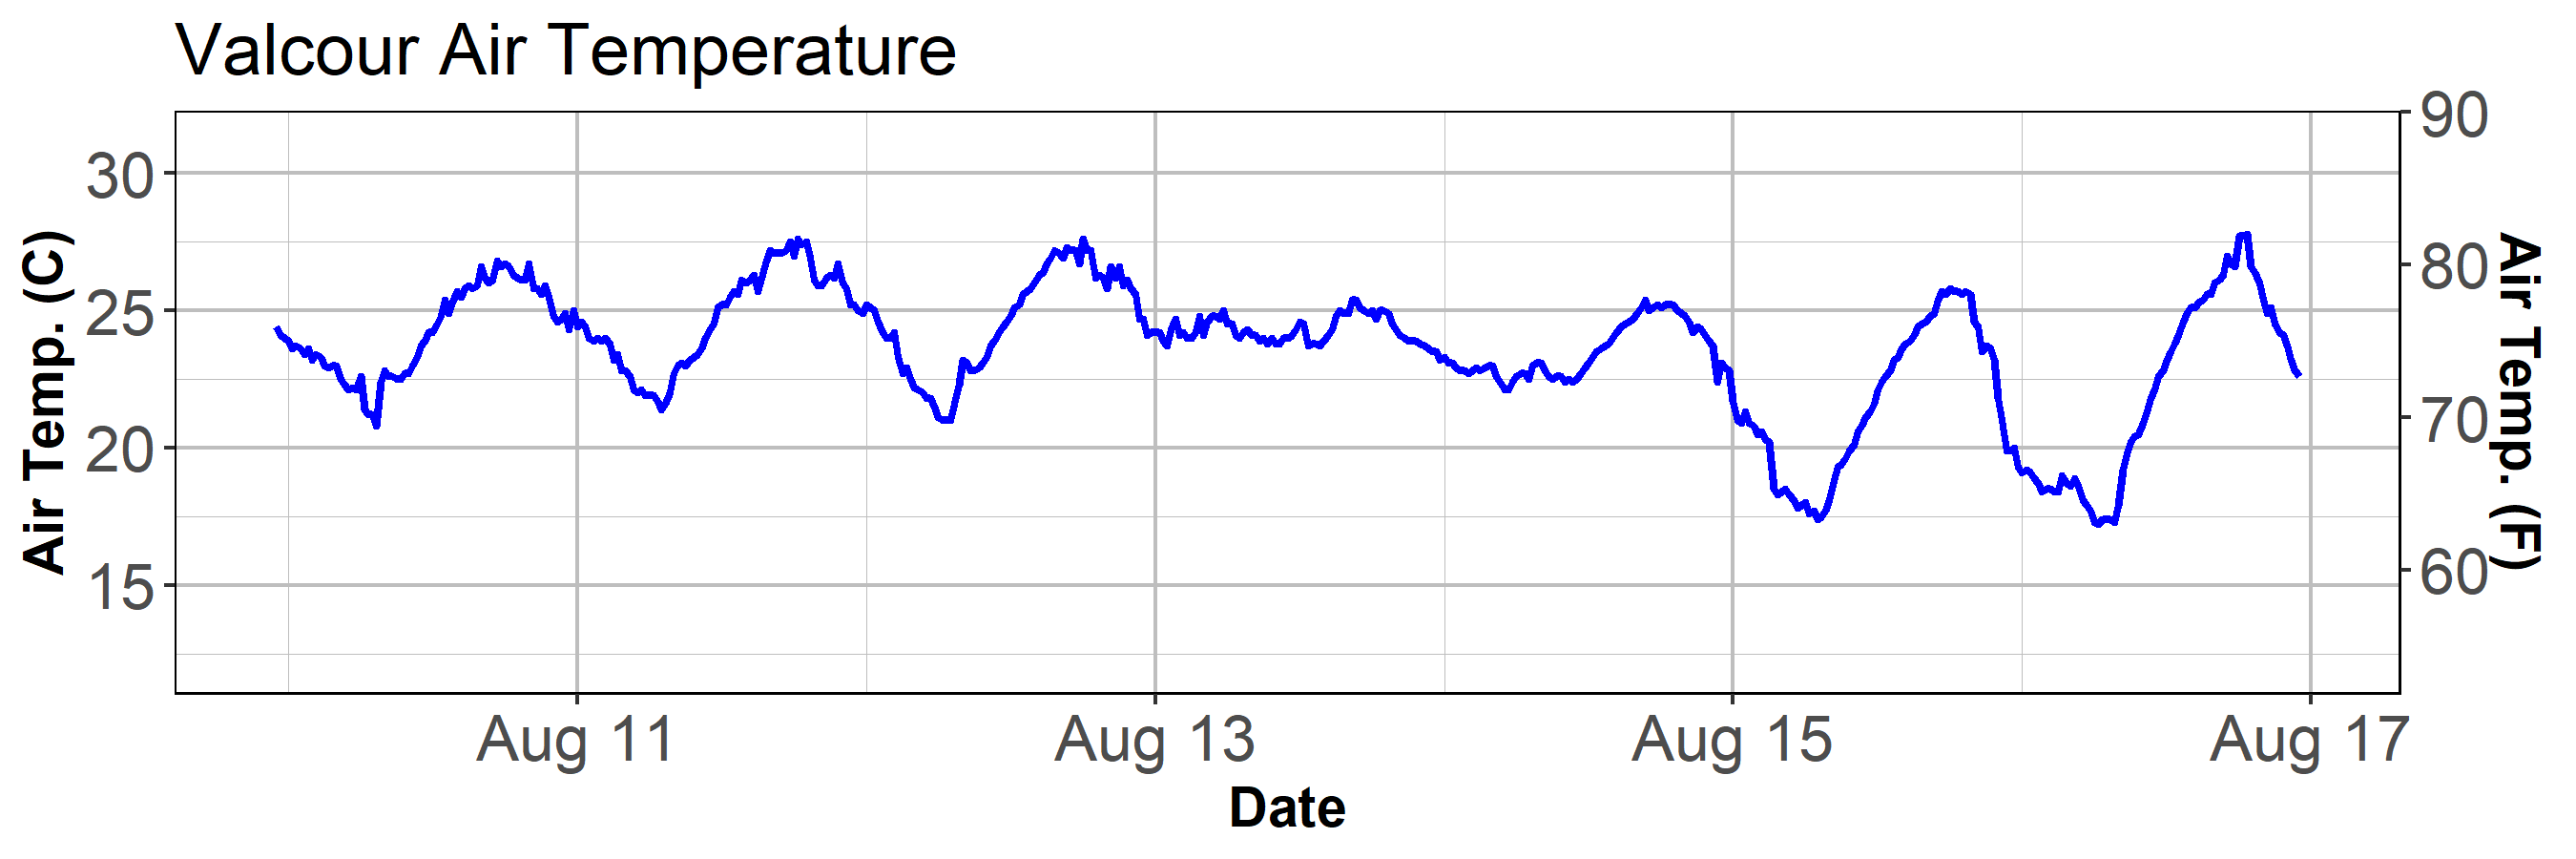 Valcour Air Temperature
Air Temp. (C)
30
25
20
15
90
80
70
60
Air Temp. (F)
Aug 11
Aug 13
Aug 15
Aug 17
Date